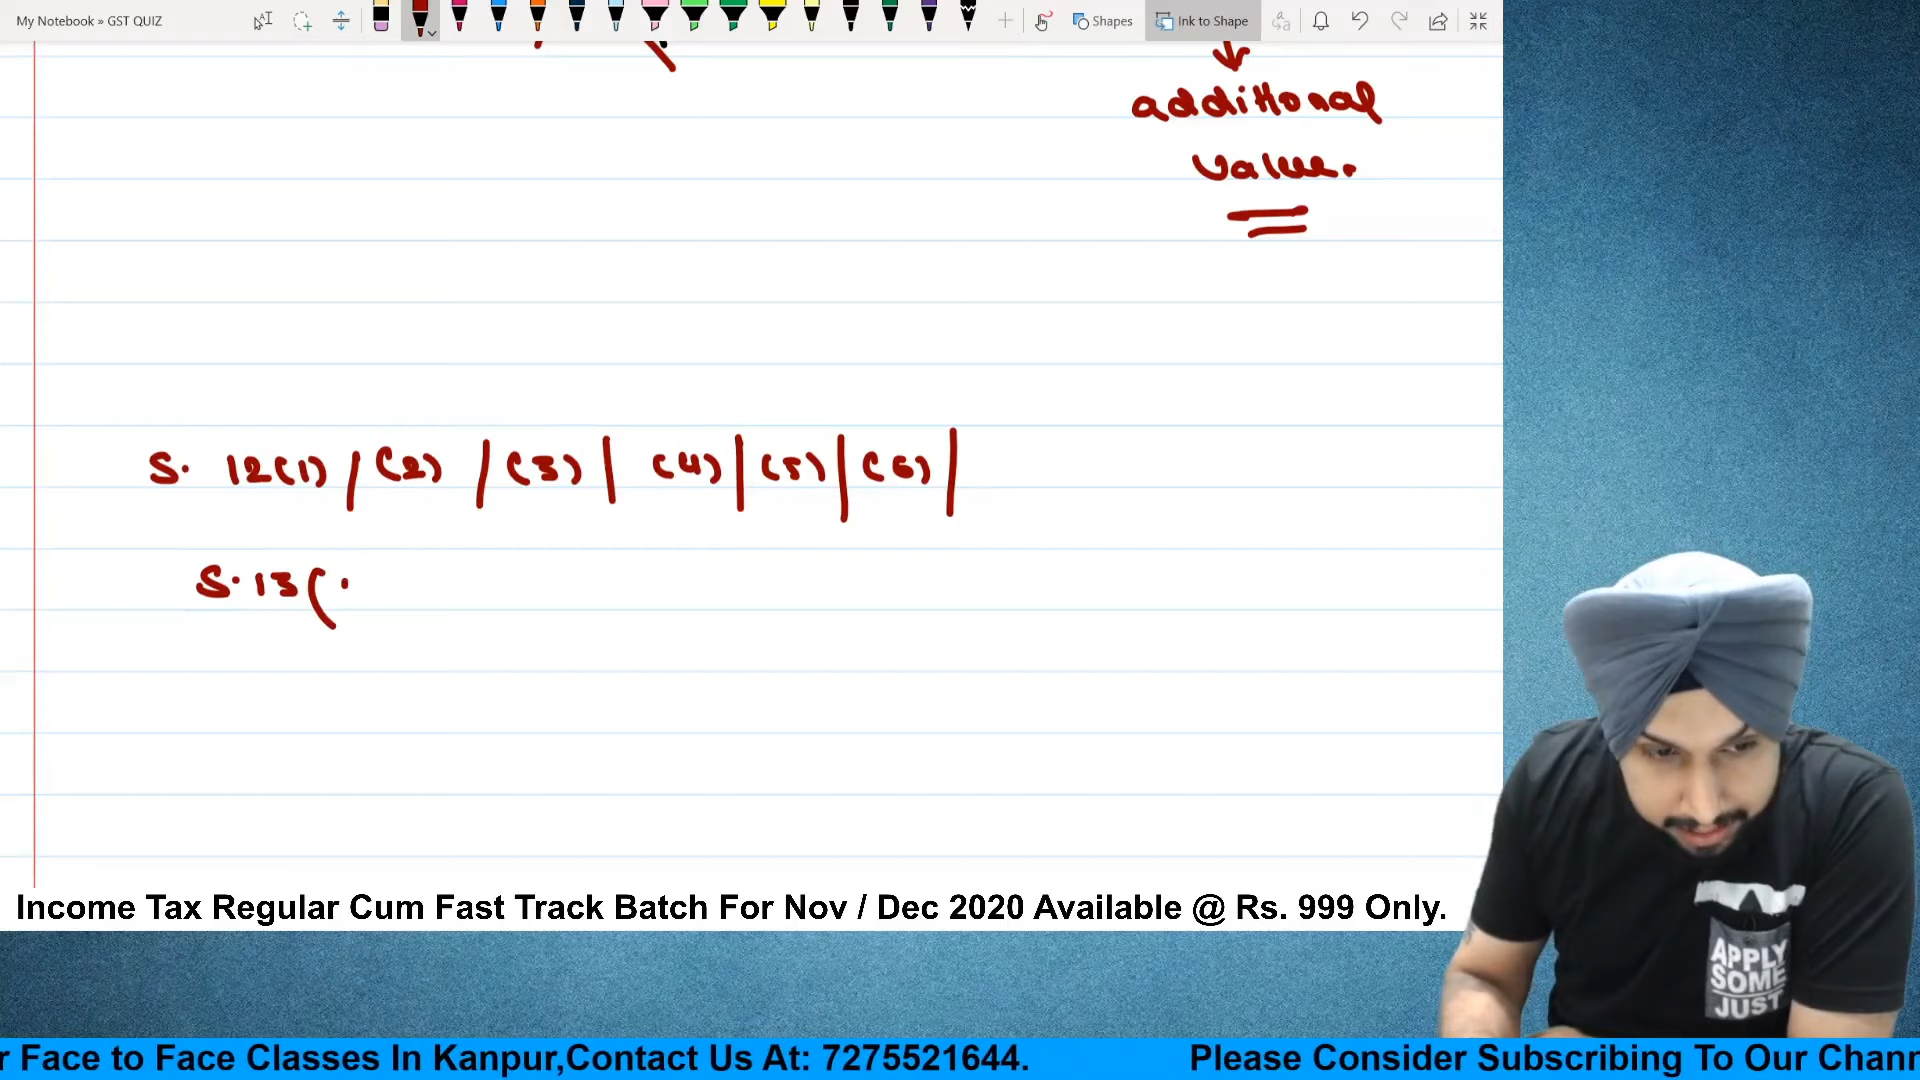 My Notebook » GST QUIZ
Shapes
Ink to Shape
additional
value.
S. 12(1) / (2) / (3) | (4) | (5) | (6) |
S. 13 (
APPLY
SOME
JUST
Income Tax Regular Cum Fast Track Batch For Nov / Dec 2020 Available @ Rs. 999 Only.
r Face to Face Classes In Kanpur,Contact Us At: 7275521644.
Please Consider Subscribing To Our Chann